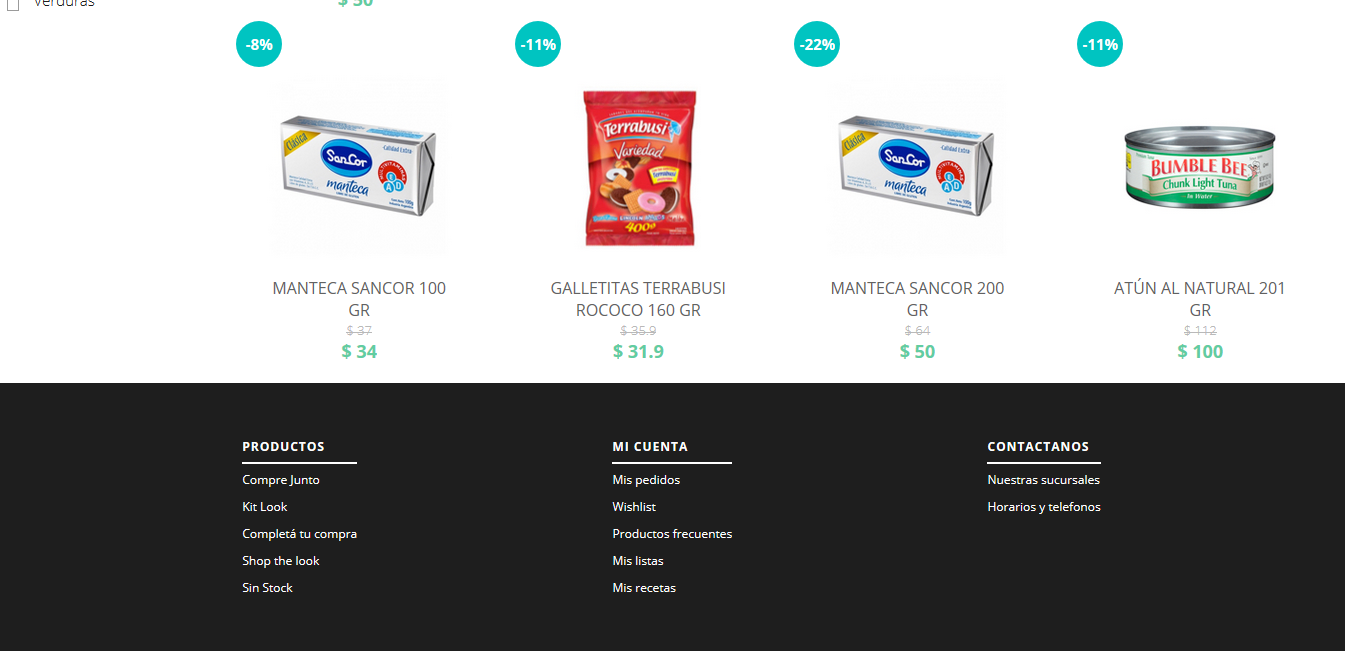 Verduras
$ 50
-8%
-11%
-22%
-11%
Clásica
Calidad Extra
SanCor
manteca
Terrabusi
Variedad
Terrabusi
400g
Clásica
Calidad Extra
SanCor
manteca
BUMBLE BEE
Chunk Light Tuna
In Water
MANTECA SANCOR 100
GR
$ 37
$ 34
GALLETITAS TERRABUSI
ROCOCO 160 GR
$ 35.9
$ 31.9
MANTECA SANCOR 200
GR
$ 64
$ 50
ATÚN AL NATURAL 201
GR
$ 112
$ 100
PRODUCTOS
Compre Junto
Kit Look
Completá tu compra
Shop the look
Sin Stock
MI CUENTA
Mis pedidos
Wishlist
Productos frecuentes
Mis listas
Mis recetas
CONTACTANOS
Nuestras sucursales
Horarios y telefonos